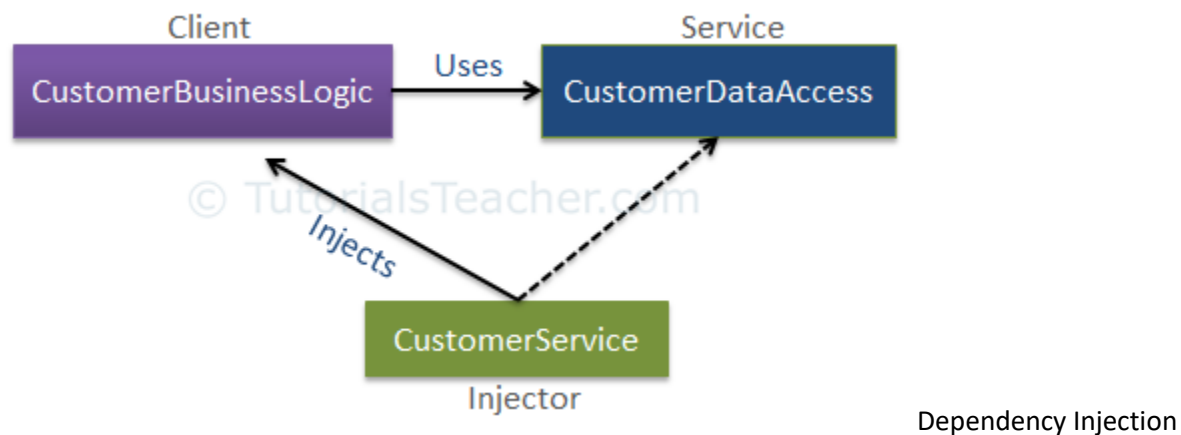 Client
Service
CustomerBusinessLogic
Uses
CustomerDataAccess
© TutorialsTeacher.com
Injects
CustomerService
Injector
Dependency Injection